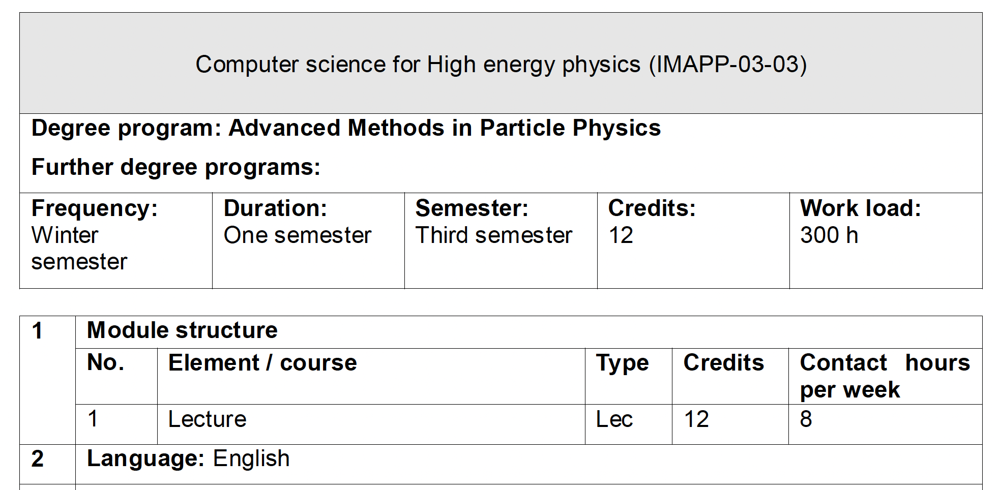 Computer science for High energy physics (IMAPP-03-03)
Degree program: Advanced Methods in Particle Physics
Further degree programs:
Frequency:
Winter
semester
Duration:
One semester
Semester:
Third semester
Credits:
12
Work load:
300 h
1
Module structure
No.
Element / course
Type
Credits
Contact hours
per week
1
Lecture
Lec
12
8
2
Language: English